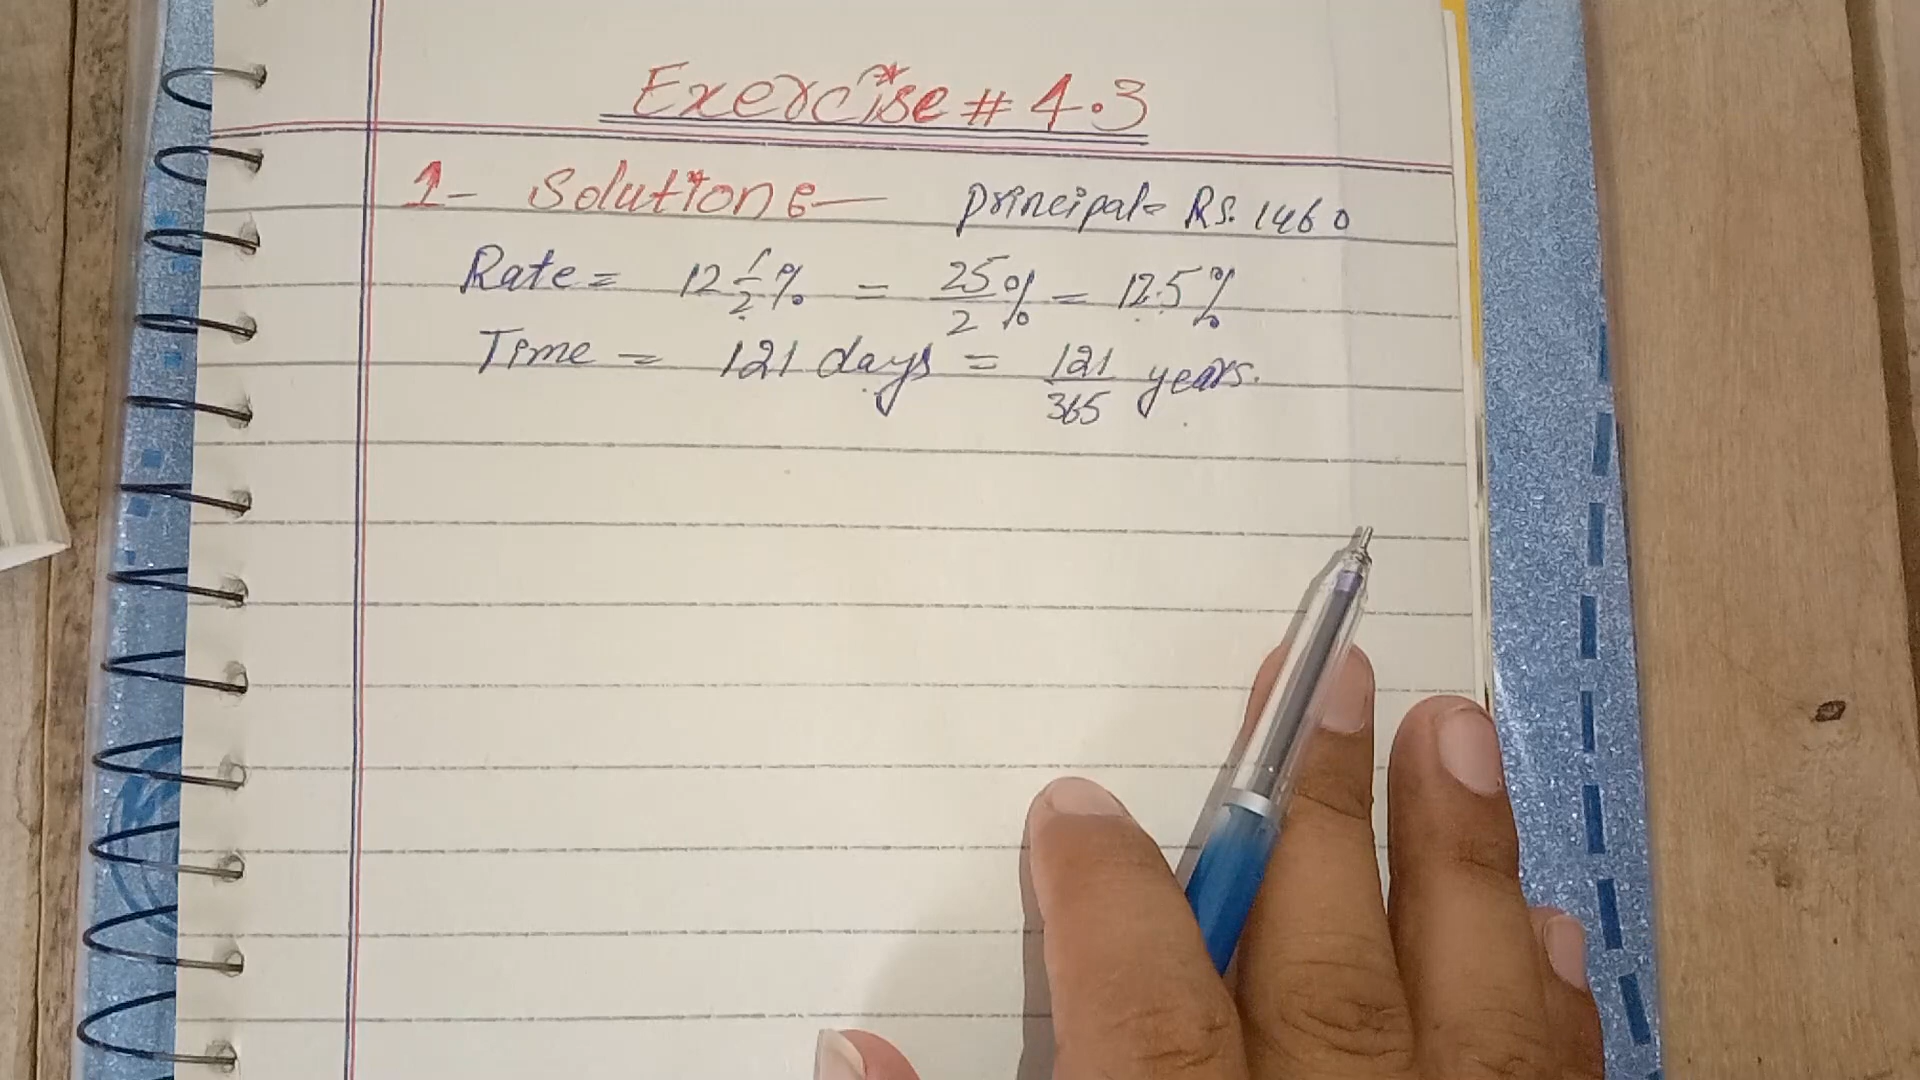 Exercise # 4.3
1- Solution:- Principal= Rs. 1460
Rate = 12 1/2 % = 25/2 % = 12.5%
Time = 121 days = 121/365 years.